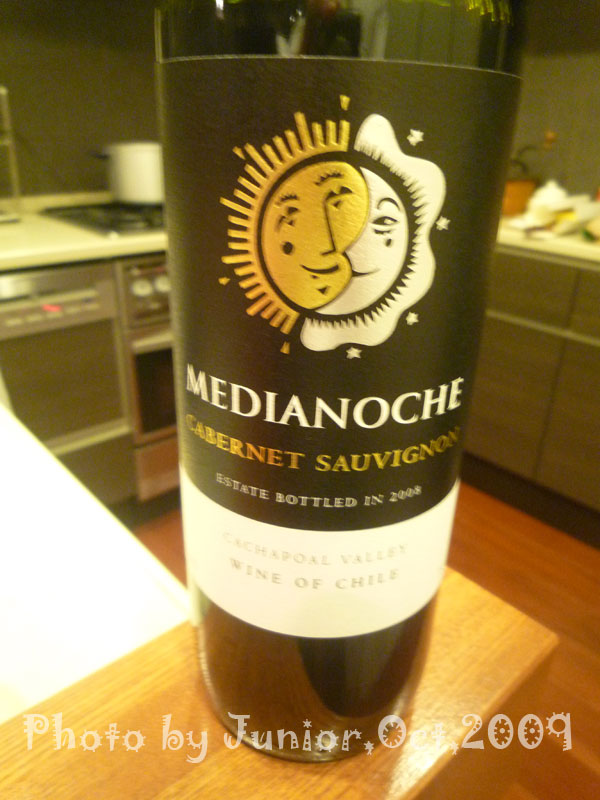 MEDIANOCHE
CABERNET SAUVIGNON
ESTATE BOTTLED IN 2008
CACHAPOAL VALLEY
WINE OF CHILE
Photo by Junior,Oct,2009